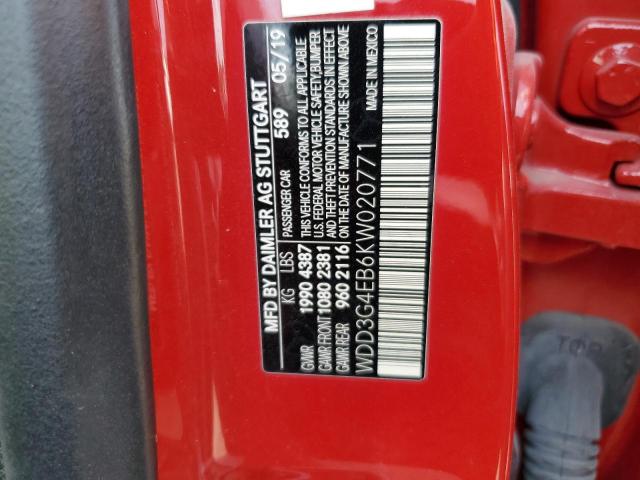 MFD BY DAIMLER AG STUTTGART
589 05/19
KG LBS PASSENGER CAR
GVWR 1990 4387 THIS VEHICLE CONFORMS TO ALL APPLICABLE
GAWR FRONT 1080 2381 U.S. FEDERAL MOTOR VEHICLE SAFETY,BUMPER
GAWR REAR 960 2116 AND THEFT PREVENTION STANDARDS IN EFFECT
ON THE DATE OF MANUFACTURE SHOWN ABOVE
MADE IN MEXICO
WDD3G4EB6KW020771
TOP